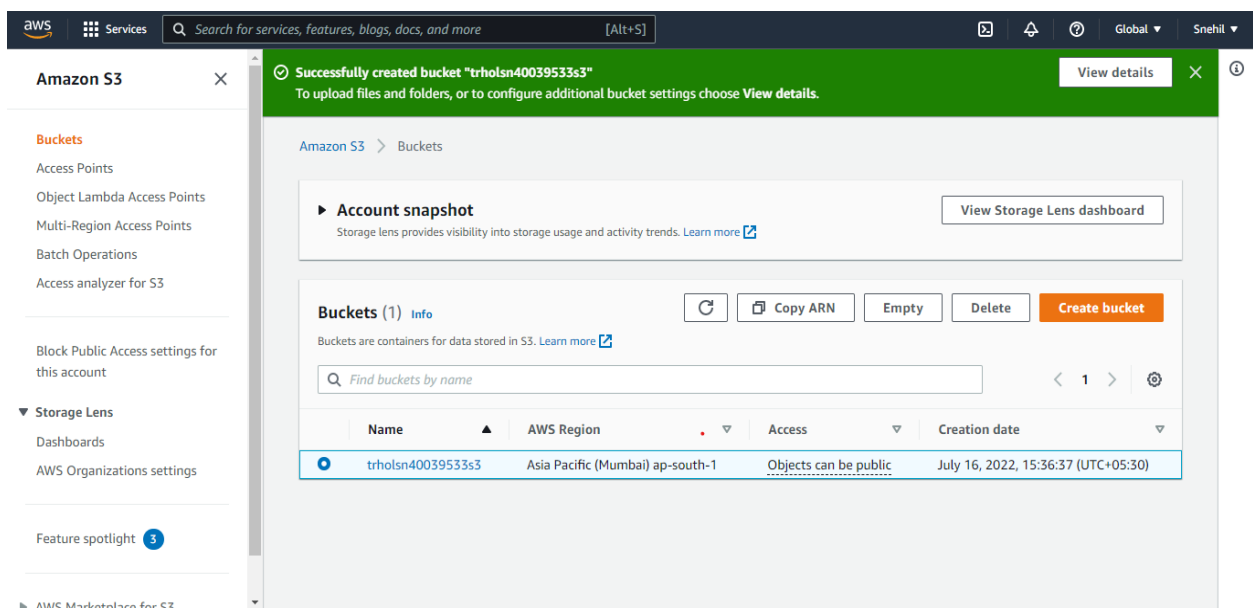 aws
Services
Search for services, features, blogs, docs, and more [Alt+S]
Global
Snehil
Amazon S3
Buckets
Access Points
Object Lambda Access Points
Multi-Region Access Points
Batch Operations
Access analyzer for S3
Block Public Access settings for
this account
Storage Lens
Dashboards
AWS Organizations settings
Feature spotlight 3
AWS Marketplace for S3
Successfully created bucket "trholsn40039533s3"
To upload files and folders, or to configure additional bucket settings choose View details.
View details
Amazon S3 > Buckets
Account snapshot
Storage lens provides visibility into storage usage and activity trends. Learn more
View Storage Lens dashboard
Buckets (1) Info
Copy ARN Empty Delete Create bucket
Buckets are containers for data stored in S3. Learn more
Find buckets by name
1
Name AWS Region Access Creation date
trholsn40039533s3 Asia Pacific (Mumbai) ap-south-1 Objects can be public July 16, 2022, 15:36:37 (UTC+05:30)